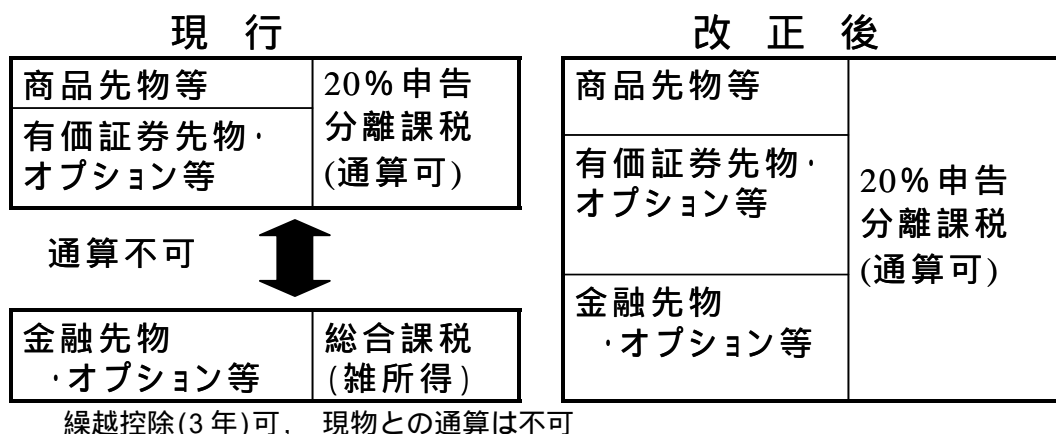 現 行
商品先物等
有価証券先物・
オプション等
20%申告
分離課税
(通算可)
通算不可
金融先物
・オプション等
総合課税
(雑所得)
繰越控除(3年)可, 現物との通算は不可
改 正 後
商品先物等
有価証券先物・
オプション等
金融先物
・オプション等
20%申告
分離課税
(通算可)